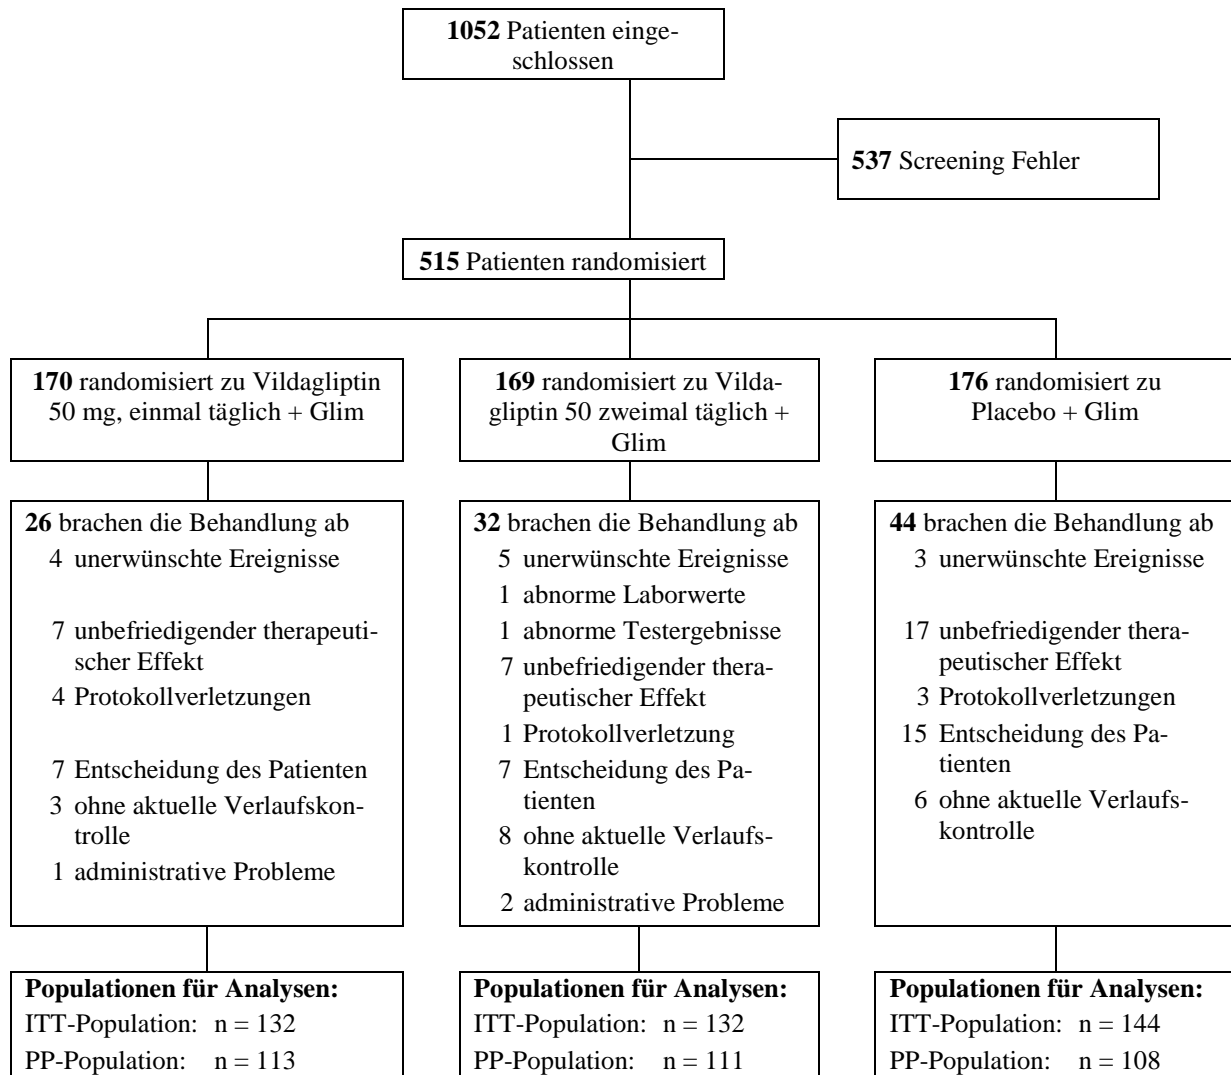 1052 Patienten einge-
schlossen
537 Screening Fehler
515 Patienten randomisiert
170 randomisiert zu Vildagliptin
50 mg, einmal täglich + Glim
169 randomisiert zu Vilda-
gliptin 50 zweimal täglich +
Glim
176 randomisiert zu
Placebo + Glim
26 brachen die Behandlung ab
4 unerwünschte Ereignisse
7 unbefriedigender therapeuti-
scher Effekt
4 Protokollverletzungen
7 Entscheidung des Patienten
3 ohne aktuelle Verlaufskon-
trolle
1 administrative Probleme
32 brachen die Behandlung ab
5 unerwünschte Ereignisse
1 abnorme Laborwerte
1 abnorme Testergebnisse
7 unbefriedigender thera-
peutischer Effekt
1 Protokollverletzung
7 Entscheidung des Pa-
tienten
8 ohne aktuelle Verlaufs-
kontrolle
2 administrative Probleme
44 brachen die Behandlung ab
3 unerwünschte Ereignisse
17 unbefriedigender thera-
peutischer Effekt
3 Protokollverletzungen
15 Entscheidung des Pa-
tienten
6 ohne aktuelle Verlaufs-
kontrolle
Populationen für Analysen:
ITT-Population: n = 132
PP-Population: n = 113
Populationen für Analysen:
ITT-Population: n = 132
PP-Population: n = 111
Populationen für Analysen:
ITT-Population: n = 144
PP-Population: n = 108